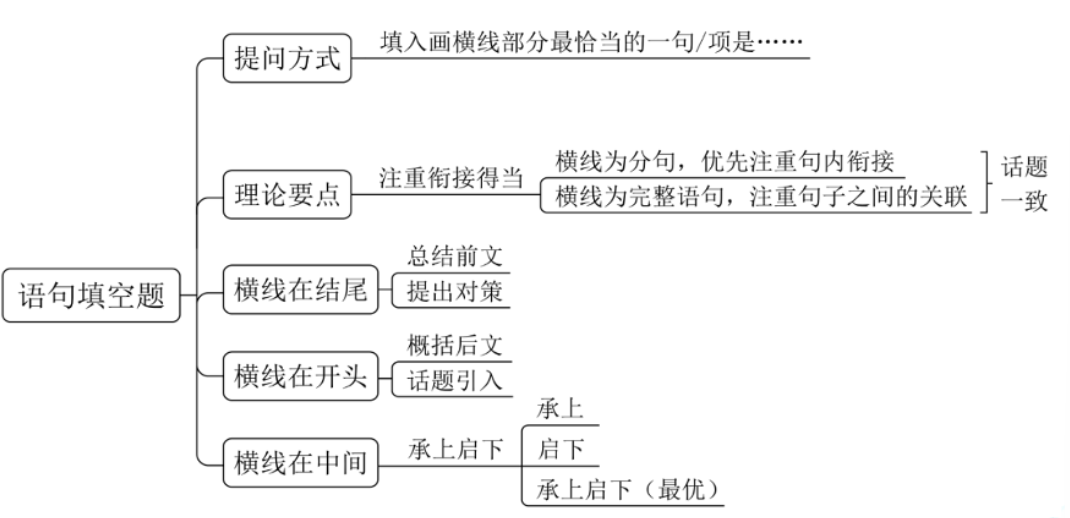 提问方式
填入画横线部分最恰当的一句/项是……
理论要点
注重衔接得当
横线为分句，优先注重句内衔接
横线为完整语句，注重句子之间的关联
话题
一致
语句填空题
横线在结尾
总结前文
提出对策
横线在开头
概括后文
话题引入
横线在中间
承上启下
承上
启下
承上启下（最优）